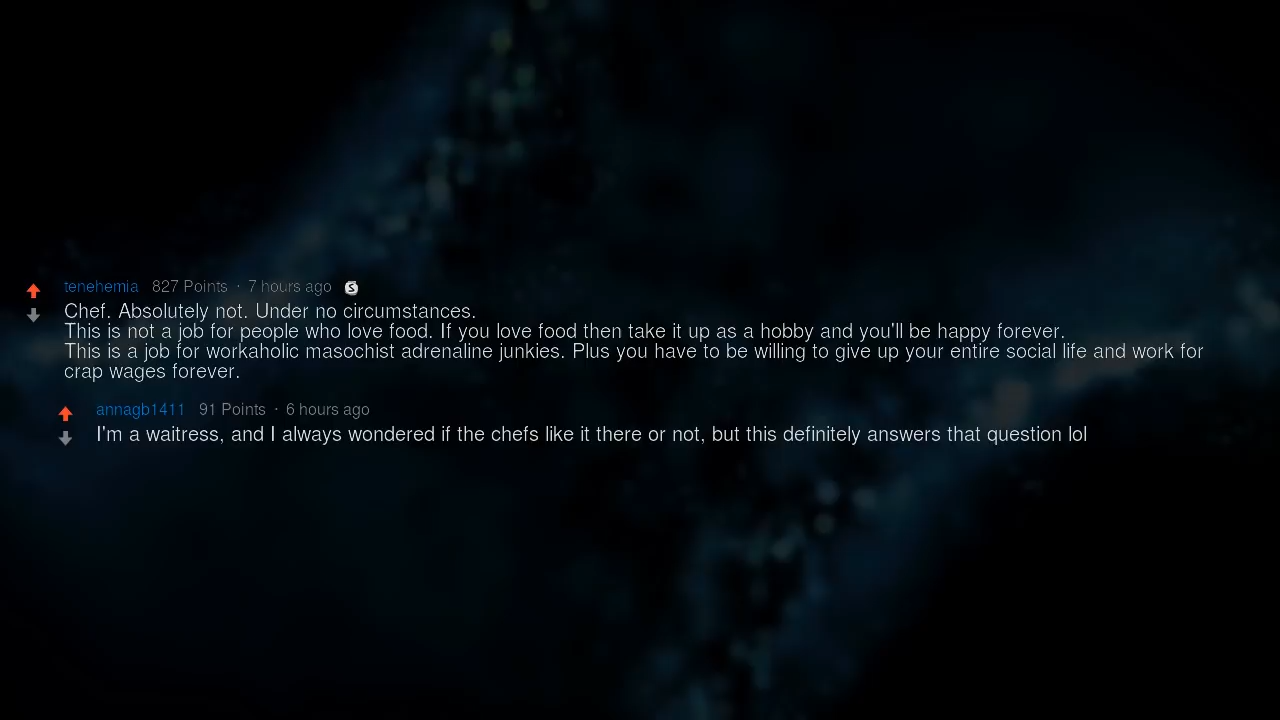 tenehemia 827 Points · 7 hours ago S
Chef. Absolutely not. Under no circumstances.
This is not a job for people who love food. If you love food then take it up as a hobby and you'll be happy forever.
This is a job for workaholic masochist adrenaline junkies. Plus you have to be willing to give up your entire social life and work for
crap wages forever.
annagb1411 91 Points · 6 hours ago
I'm a waitress, and I always wondered if the chefs like it there or not, but this definitely answers that question lol